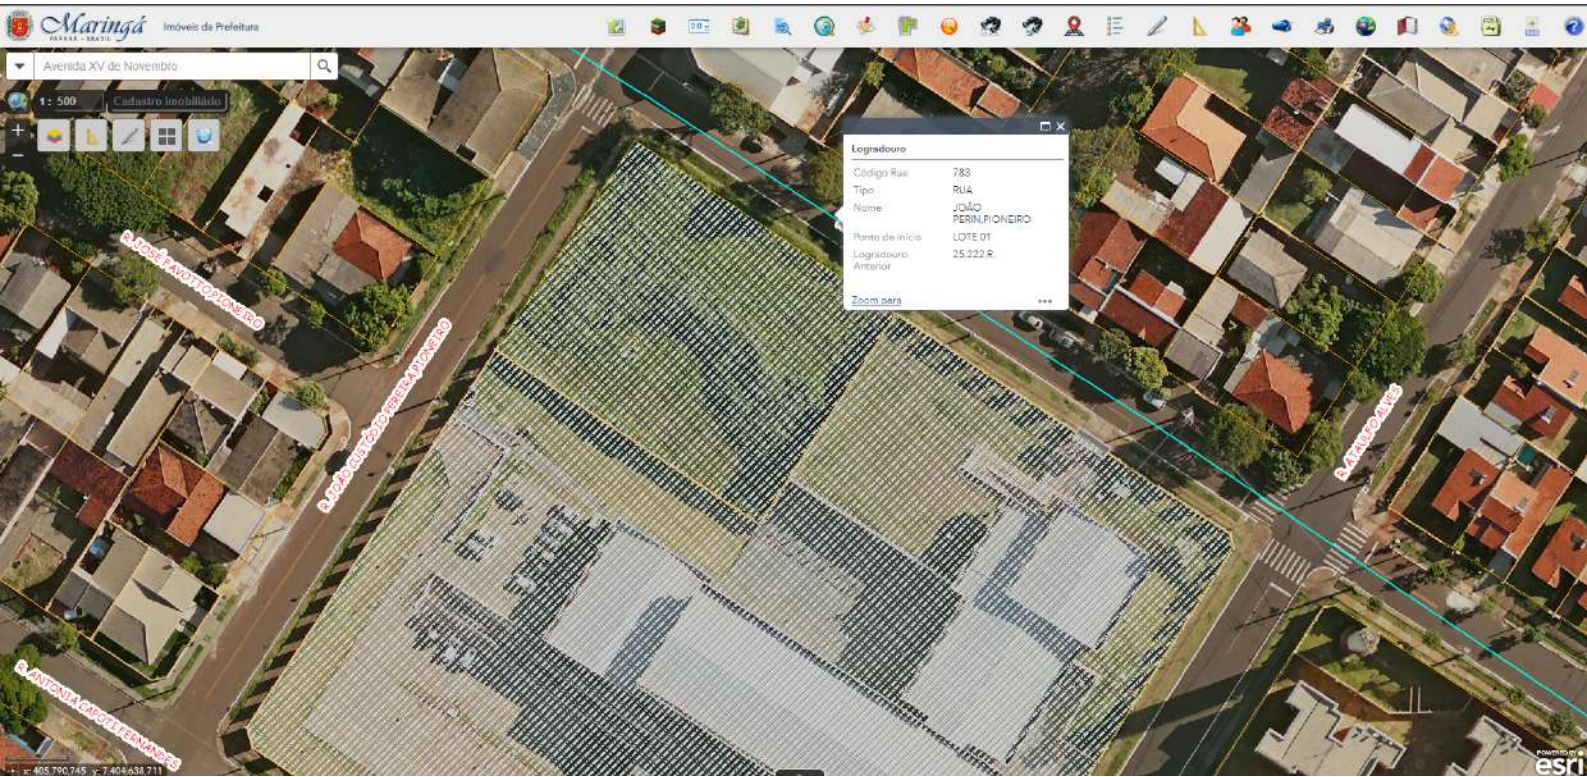 Maringá
PARANÁ - BRASIL
Imóveis da Prefeitura
Avenida XV de Novembro
1: 500
Cadastro imobiliário
+
−
Logradouro
Código Rua 783
Tipo RUA
Nome JOÃO
PERIN,PIONEIRO
Ponto de início LOTE 01
Logradouro 25.222,R.
Anterior
Zoom para
•••
R. JOSÉ FAVOTTO,PIONEIRO
R. JOÃO CUSTÓDIO PEREIRA,PIONEIRO
R. ATAULFO ALVES
R. ANTONIA CAPOTI FERNANDES
x: 405.790,745 y: 7.404.638,711
POWERED BY
esri